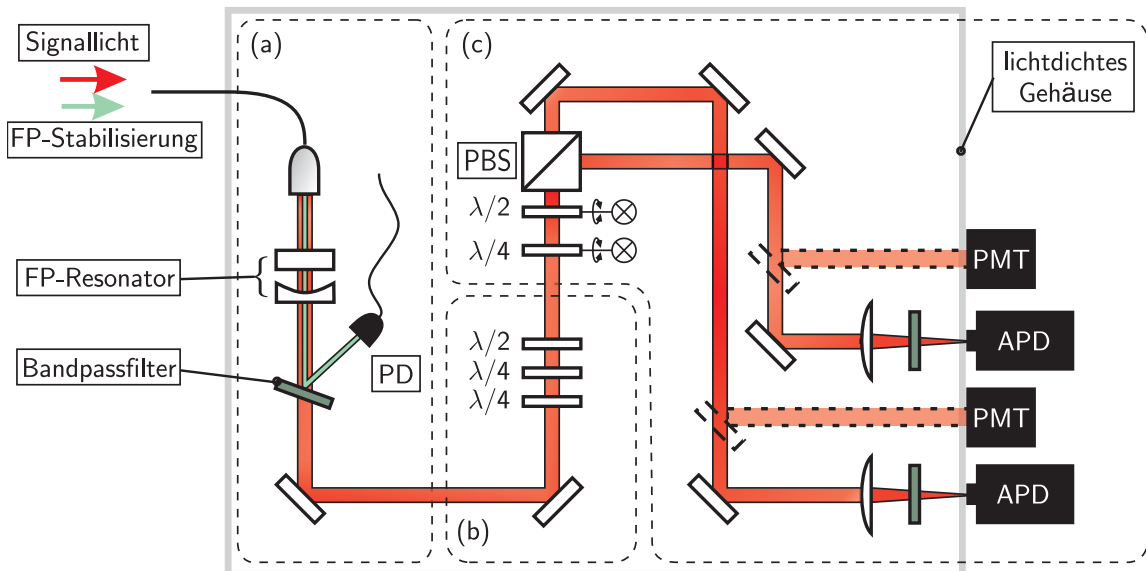 Signallicht
FP-Stabilisierung
(a)
(c)
lichtdichtes
Gehäuse
PBS
λ/2
λ/4
FP-Resonator
PMT
λ/2
λ/4
λ/4
APD
Bandpassfilter
PD
PMT
APD
(b)